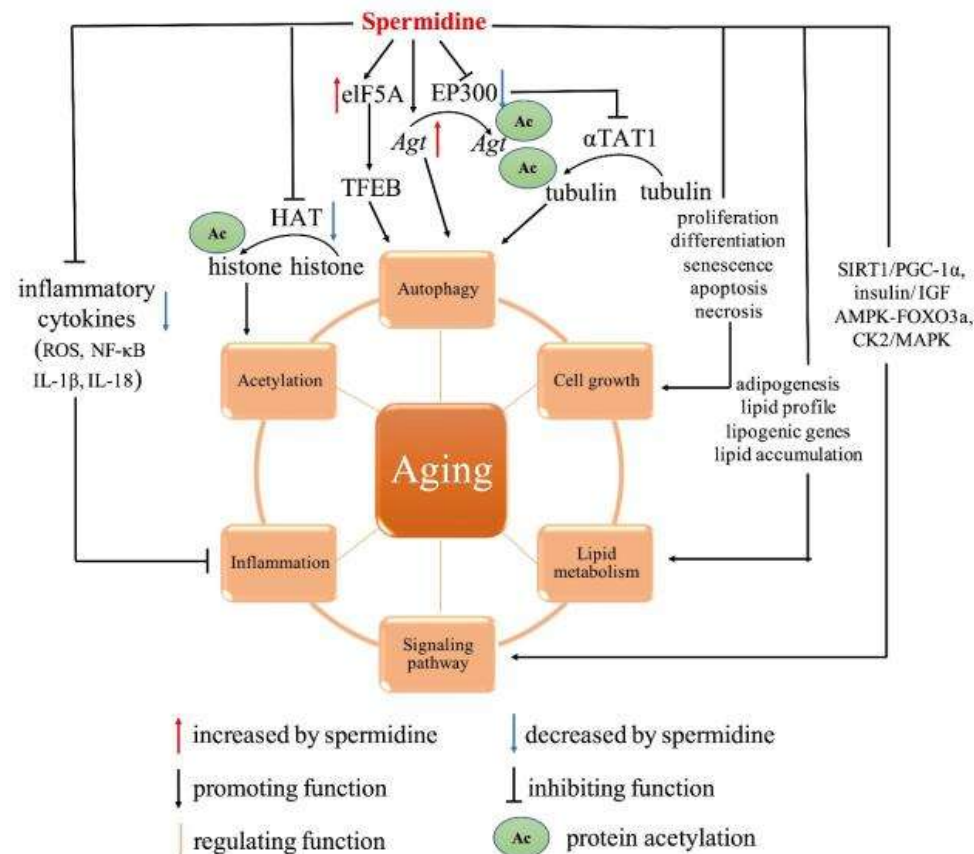 Spermidine
eIF5A
EP300
Ac
Agt
Agt
αTAT1
Ac
TFEB
tubulin
tubulin
HAT
Ac
histone histone
proliferation
differentiation
senescence
apoptosis
necrosis
SIRT1/PGC-1α,
insulin/ IGF
AMPK-FOXO3a,
CK2/MAPK
inflammatory
cytokines
(ROS, NF-κB
IL-1β, IL-18)
Autophagy
Acetylation
Cell growth
adipogenesis
lipid profile
lipogenic genes
lipid accumulation
Aging
Inflammation
Lipid
metabolism
Signaling
pathway
increased by spermidine
decreased by spermidine
promoting function
inhibiting function
regulating function
Ac
protein acetylation